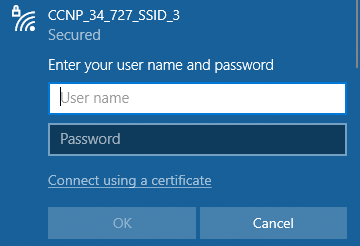 CCNP_34_727_SSID_3
Secured
Enter your user name and password
User name
Password
Connect using a certificate
OK
Cancel